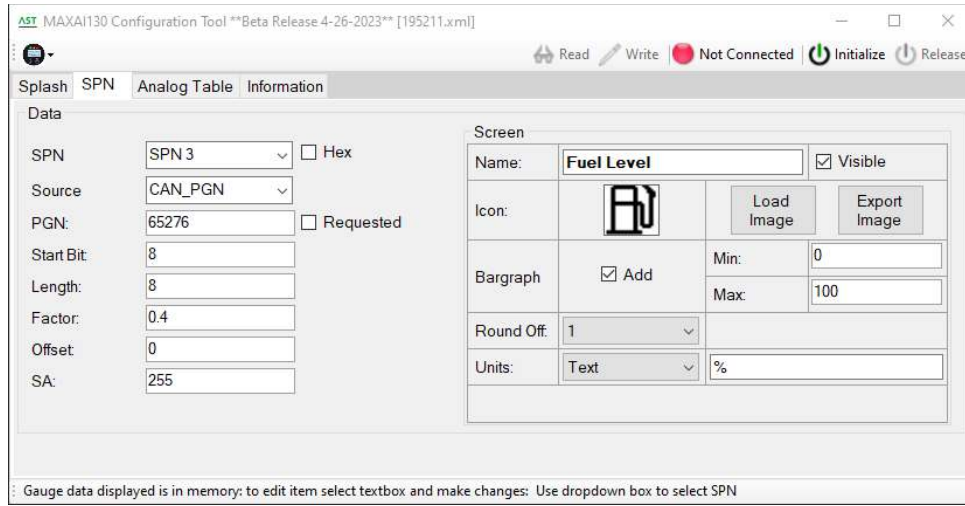 AST MAXAI130 Configuration Tool **Beta Release 4-26-2023** [195211.xml]
Read Write Not Connected Initialize Release
Splash SPN Analog Table Information
Data
SPN SPN 3 Hex
Source CAN_PGN
PGN: 65276 Requested
Start Bit: 8
Length: 8
Factor: 0.4
Offset: 0
SA: 255
Screen
Name: Fuel Level Visible
Icon: Load Image Export Image
Bargraph Add Min: 0
Max: 100
Round Off: 1
Units: Text %
Gauge data displayed is in memory: to edit item select textbox and make changes: Use dropdown box to select SPN